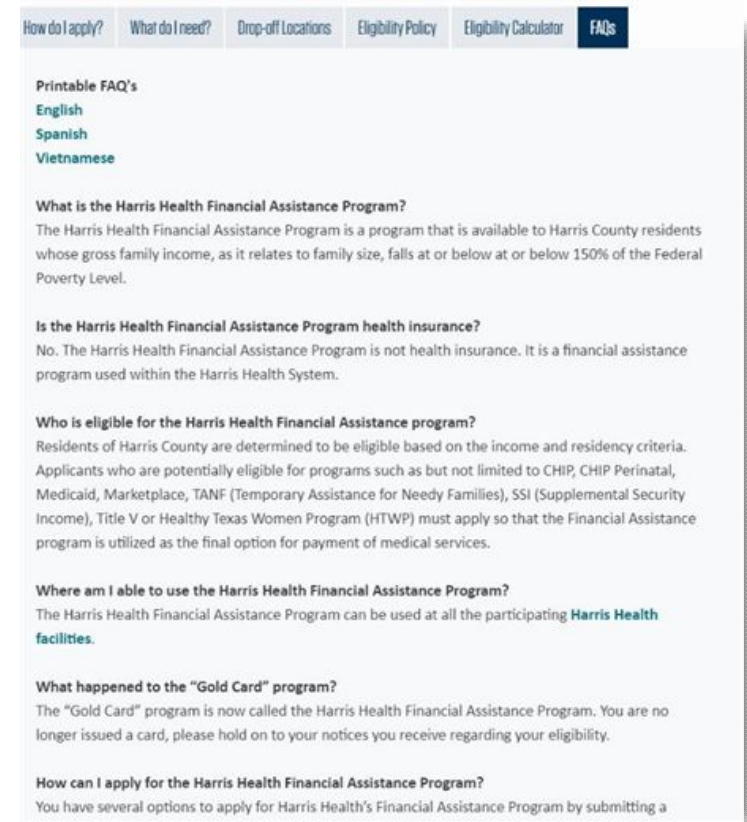 How do I apply? What do I need? Drop-off Locations Eligibility Policy Eligibility Calculator FAQs
Printable FAQ's
English
Spanish
Vietnamese
What is the Harris Health Financial Assistance Program?
The Harris Health Financial Assistance Program is a program that is available to Harris County residents
whose gross family income, as it relates to family size, falls at or below at or below 150% of the Federal
Poverty Level.
Is the Harris Health Financial Assistance Program health insurance?
No. The Harris Health Financial Assistance Program is not health insurance. It is a financial assistance
program used within the Harris Health System.
Who is eligible for the Harris Health Financial Assistance program?
Residents of Harris County are determined to be eligible based on the income and residency criteria.
Applicants who are potentially eligible for programs such as but not limited to CHIP, CHIP Perinatal,
Medicaid, Marketplace, TANF (Temporary Assistance for Needy Families), SSI (Supplemental Security
Income), Title V or Healthy Texas Women Program (HTWP) must apply so that the Financial Assistance
program is utilized as the final option for payment of medical services.
Where am I able to use the Harris Health Financial Assistance Program?
The Harris Health Financial Assistance Program can be used at all the participating Harris Health
facilities.
What happened to the “Gold Card” program?
The “Gold Card” program is now called the Harris Health Financial Assistance Program. You are no
longer issued a card, please hold on to your notices you receive regarding your eligibility.
How can I apply for the Harris Health Financial Assistance Program?
You have several options to apply for Harris Health's Financial Assistance Program by submitting a